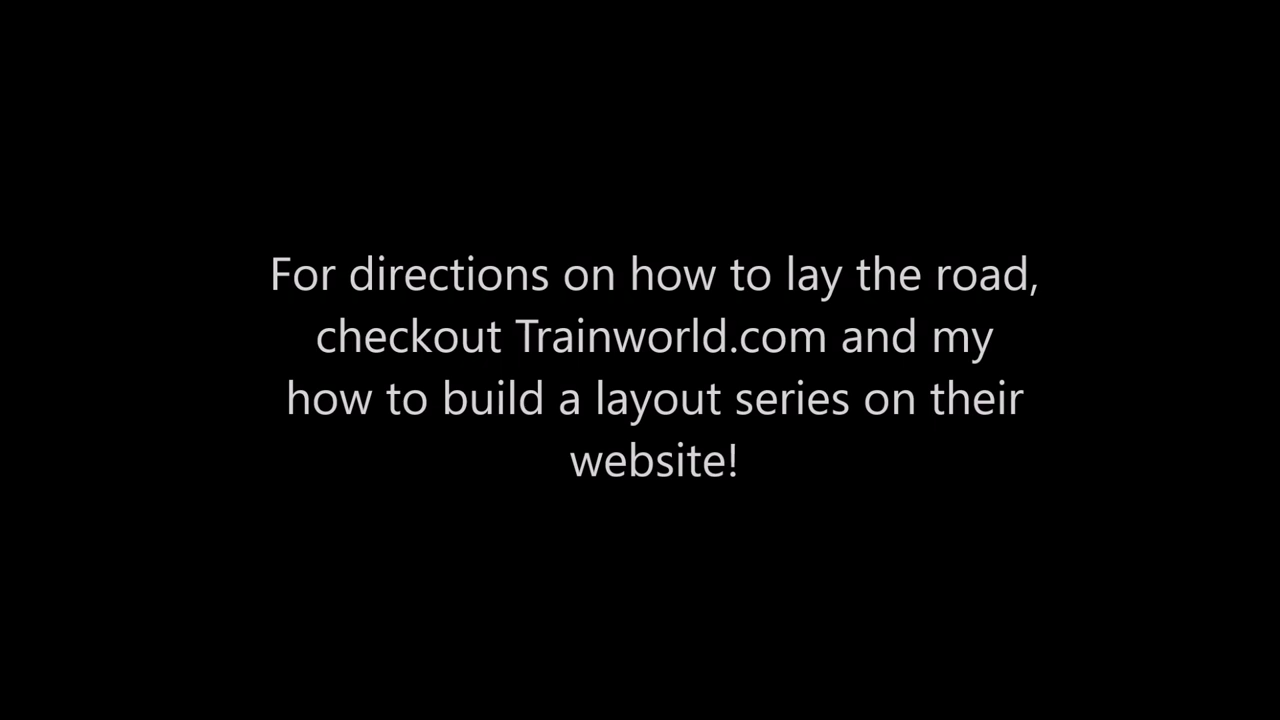 For directions on how to lay the road,
checkout Trainworld.com and my
how to build a layout series on their
website!